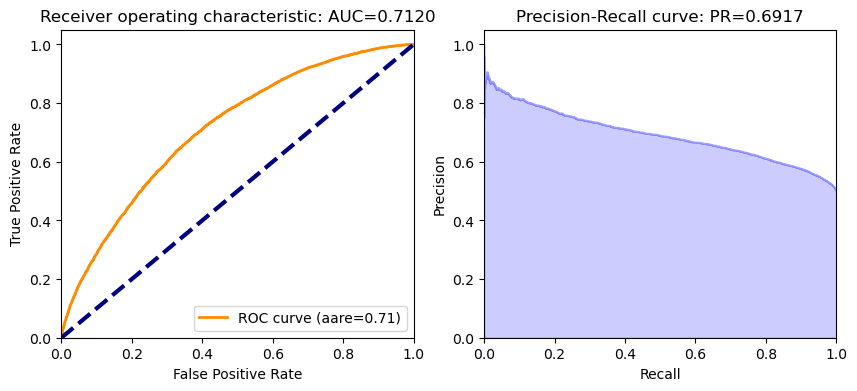 Receiver operating characteristic: AUC=0.7120
1.0
0.8
0.6
0.4
0.2
0.0
True Positive Rate
ROC curve (aare=0.71)
0.0 0.2 0.4 0.6 0.8 1.0
False Positive Rate
Precision-Recall curve: PR=0.6917
1.0
0.8
0.6
0.4
0.2
0.0
Precision
0.0 0.2 0.4 0.6 0.8 1.0
Recall